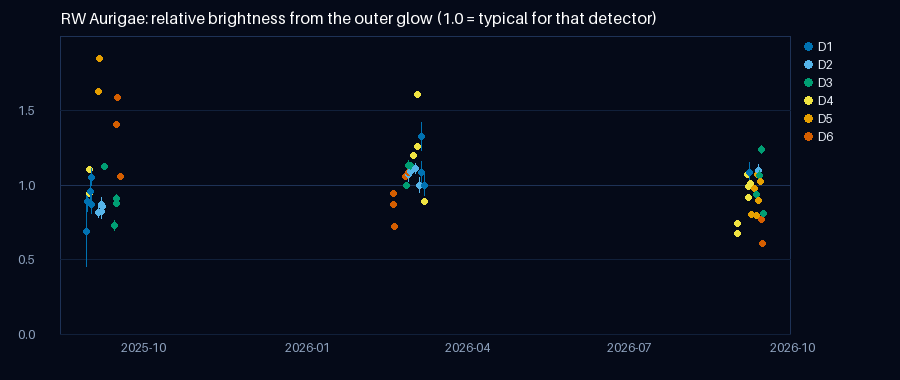 RW Aurigae: relative brightness from the outer glow (1.0 = typical for that detector)
D1
D2
D3
D4
D5
D6
1.5
1.0
0.5
0.0
2025-10
2026-01
2026-04
2026-07
2026-10